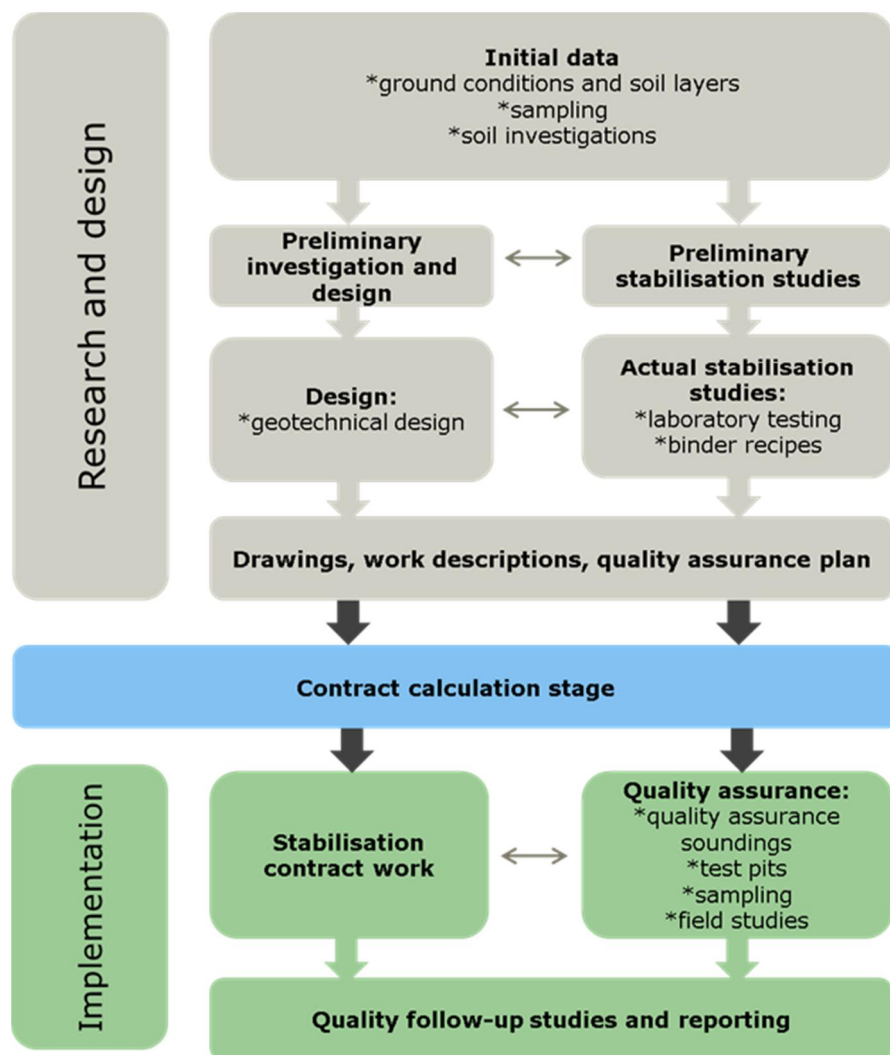 Research and design
Initial data
*ground conditions and soil layers
*sampling
*soil investigations
Preliminary
investigation and
design
Preliminary
stabilisation studies
Design:
*geotechnical design
Actual stabilisation
studies:
*laboratory testing
*binder recipes
Drawings, work descriptions, quality assurance plan
Contract calculation stage
Implementation
Stabilisation
contract work
Quality assurance:
*quality assurance
soundings
*test pits
*sampling
*field studies
Quality follow-up studies and reporting